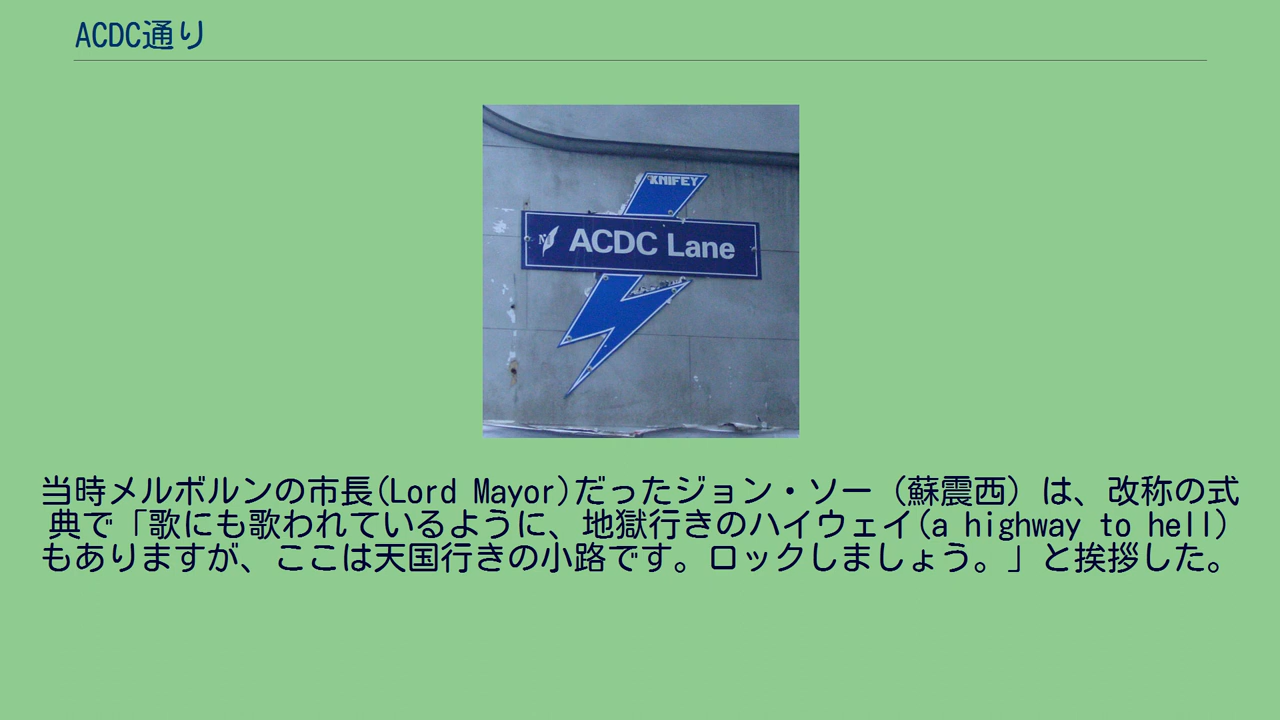 ACDC通り
KNIFEY
ACDC Lane
当時メルボルンの市長(Lord Mayor)だったジョン・ソー（蘇震西）は、改称の式
典で「歌にも歌われているように、地獄行きのハイウェイ(a highway to hell)
もありますが、ここは天国行きの小路です。ロックしましょう。」と挨拶した。